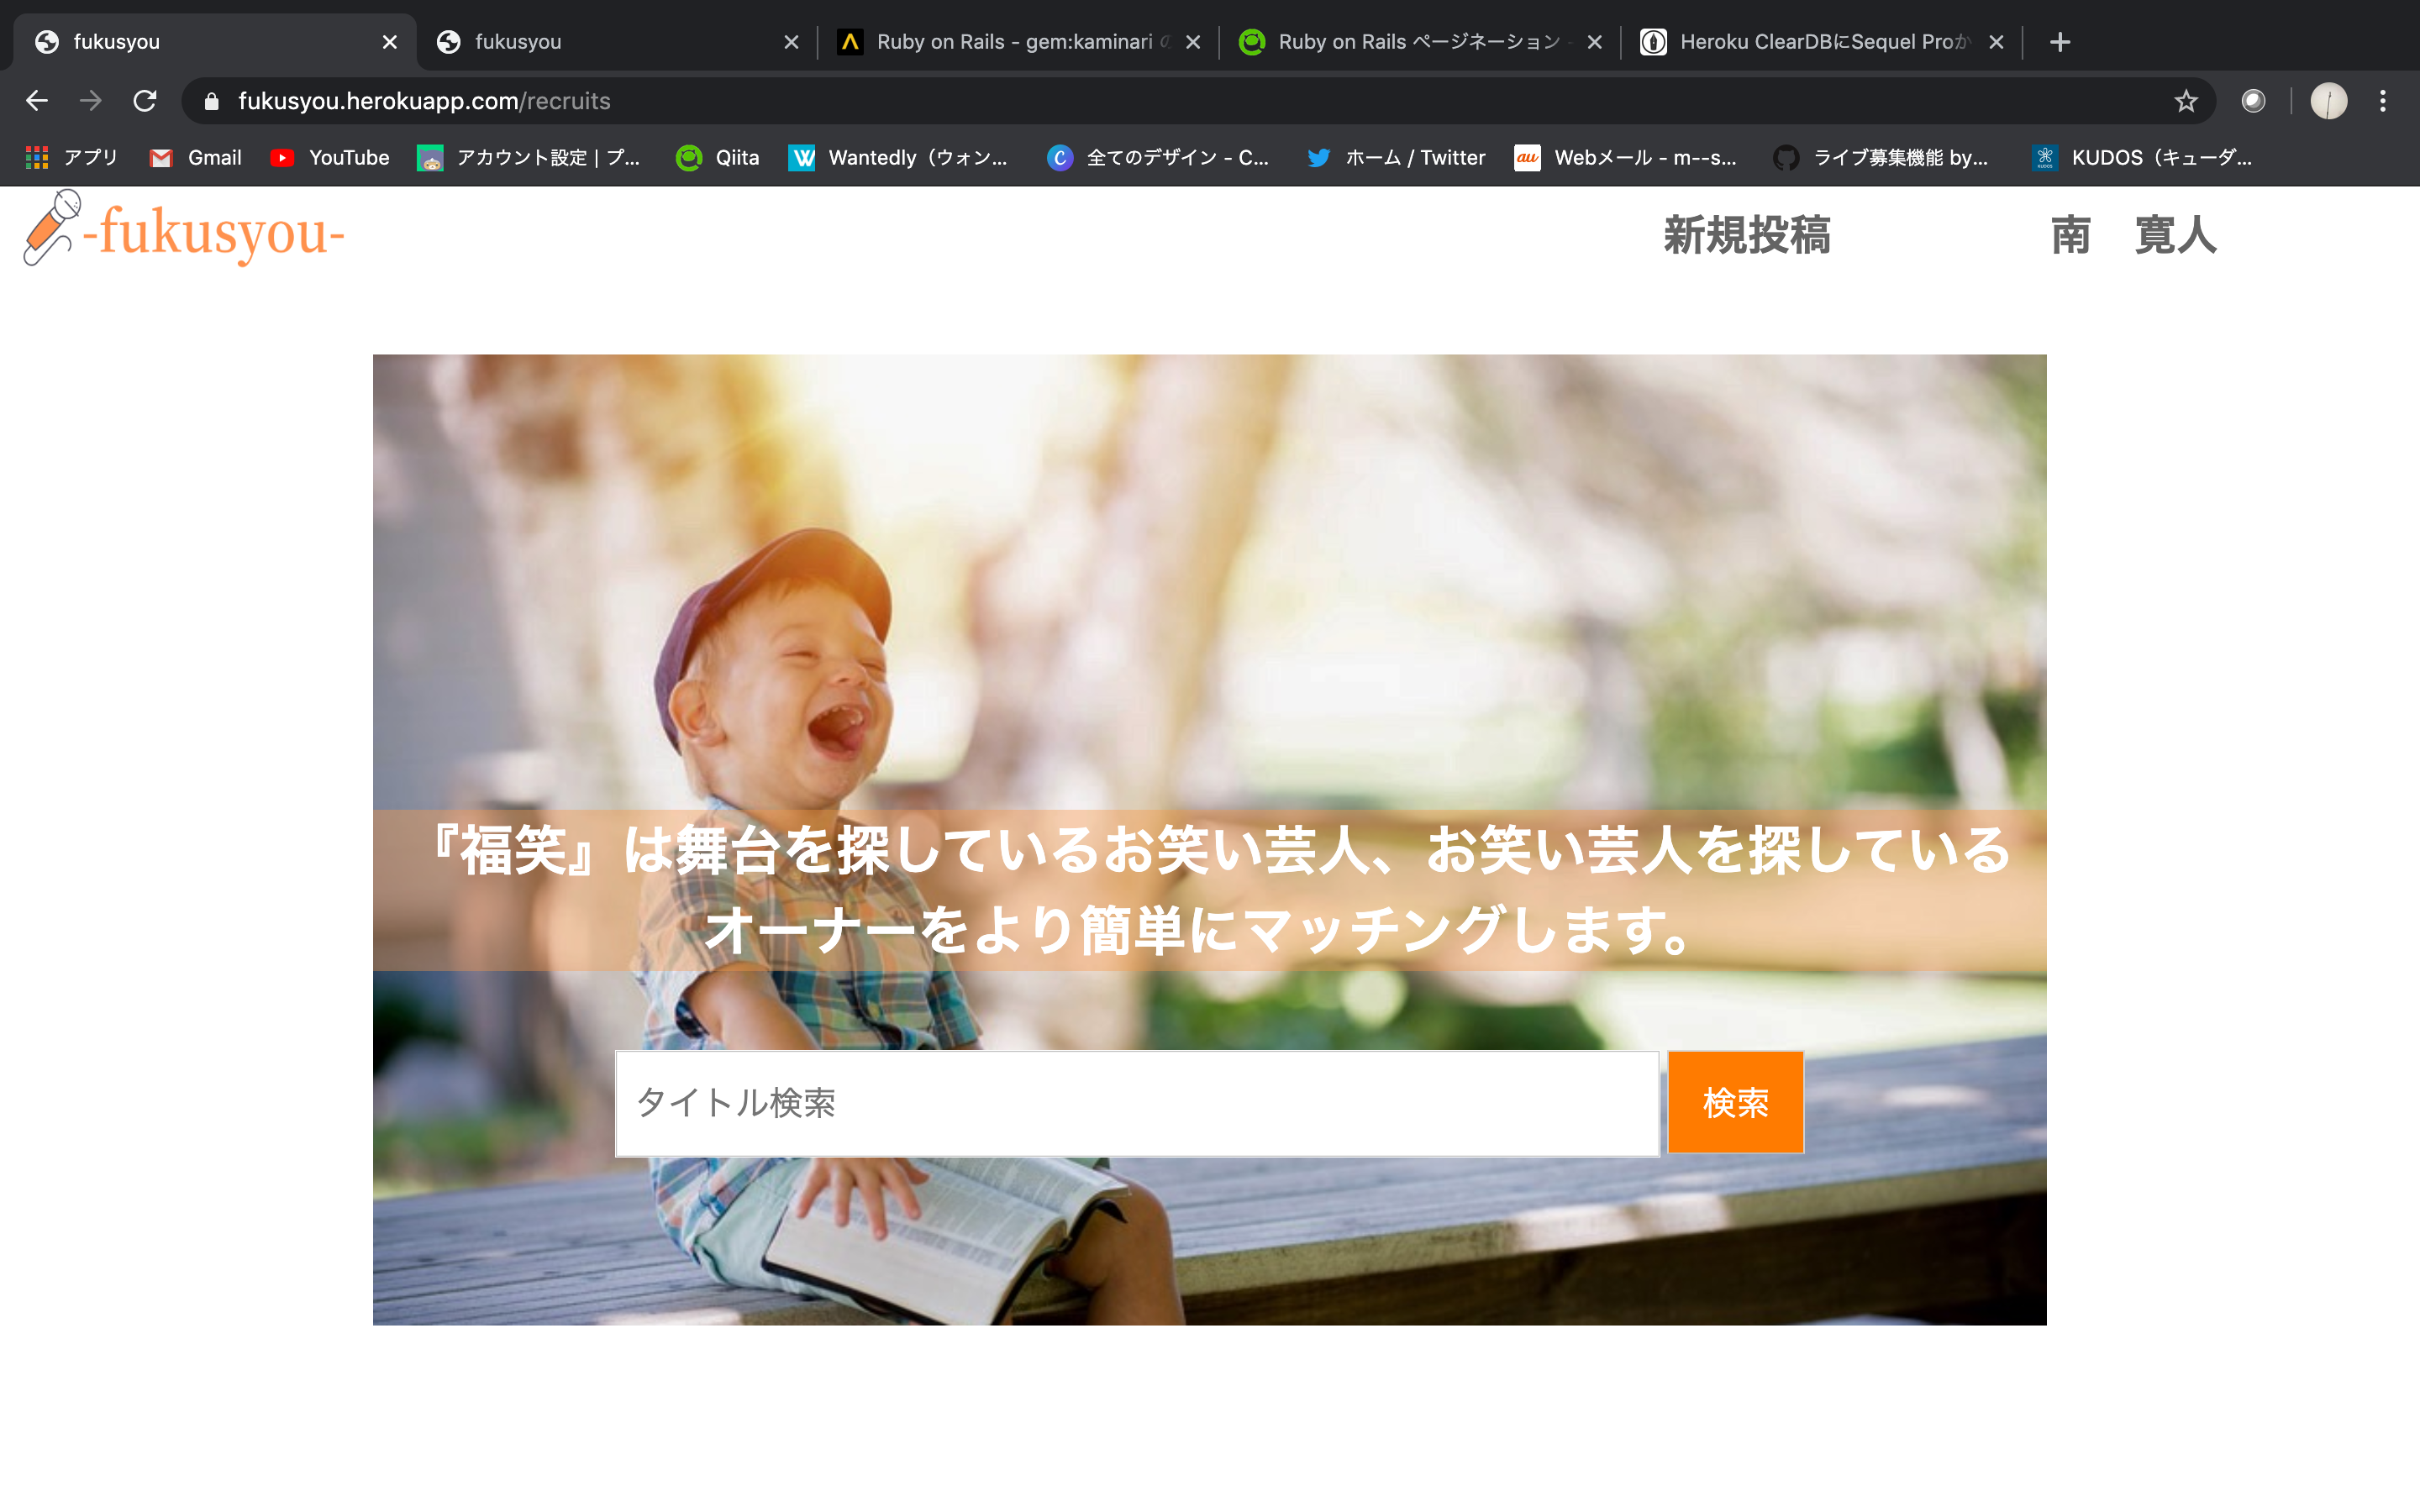 fukusyou
fukusyou
Ruby on Rails - gem:kaminari の
Ruby on Rails ページネーション -
Heroku ClearDBにSequel Proか
fukusyou.herokuapp.com/recruits
アプリ
Gmail
YouTube
アカウント設定 | プ...
Qiita
Wantedly（ウォン...
全てのデザイン - C...
ホーム / Twitter
Webメール - m--s...
ライブ募集機能 by...
KUDOS（キューダ...
-fukusyou-
新規投稿
南　寛人
『福笑』は舞台を探しているお笑い芸人、お笑い芸人を探している
オーナーをより簡単にマッチングします。
タイトル検索
検索